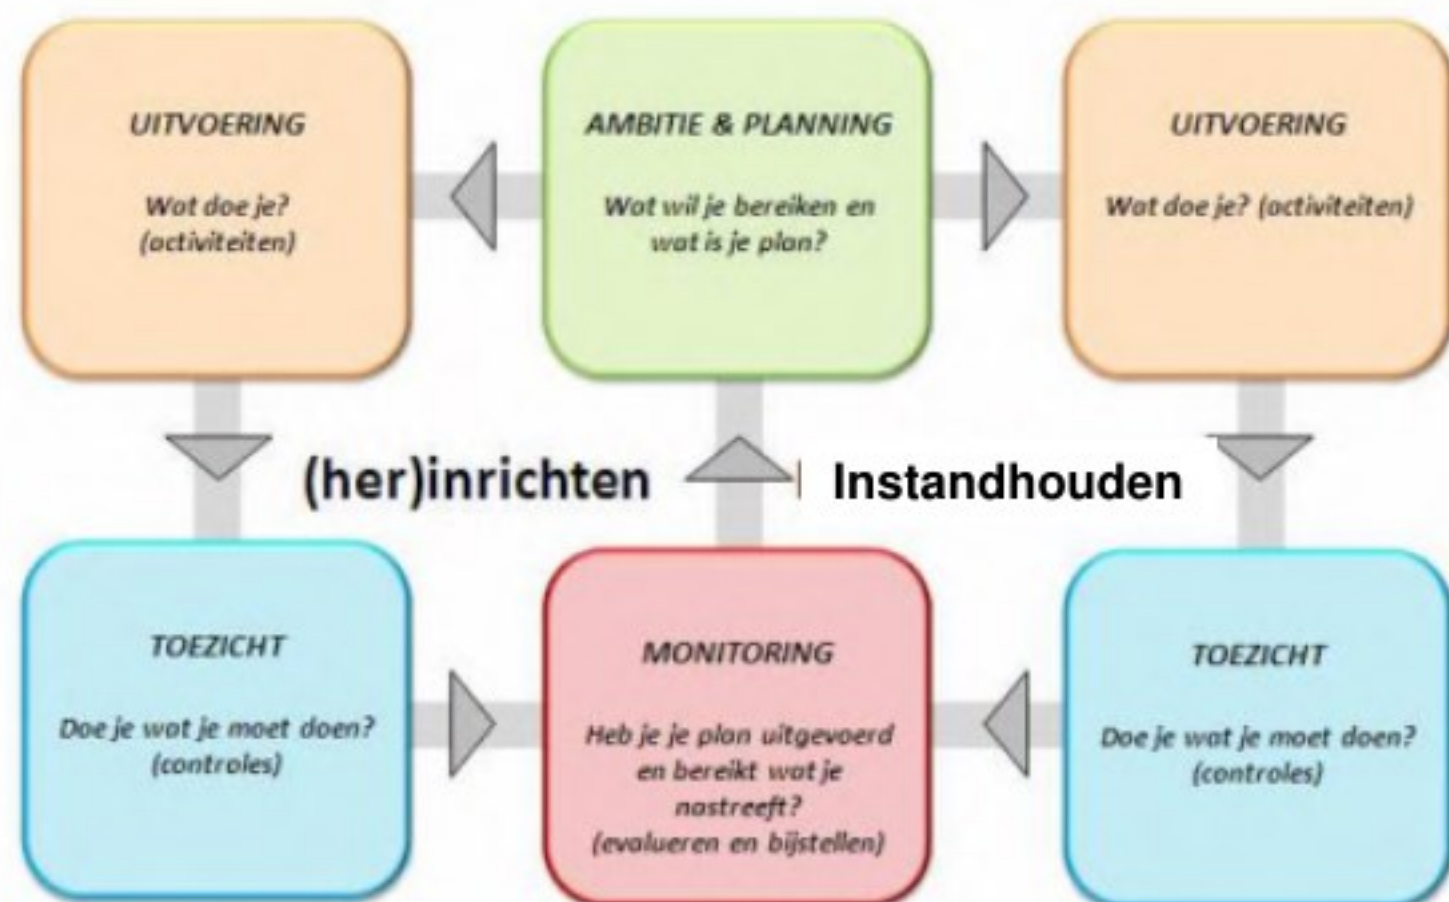 UITVOERING
Wat doe je?
(activiteiten)
AMBITIE & PLANNING
Wat wil je bereiken en
wat is je plan?
UITVOERING
Wat doe je? (activiteiten)
(her)inrichten
Instandhouden
TOEZICHT
Doe je wat je moet doen?
(controles)
MONITORING
Heb je je plan uitgevoerd
en bereikt wat je
nastreeft?
(evalueren en bijstellen)
TOEZICHT
Doe je wat je moet doen?
(controles)